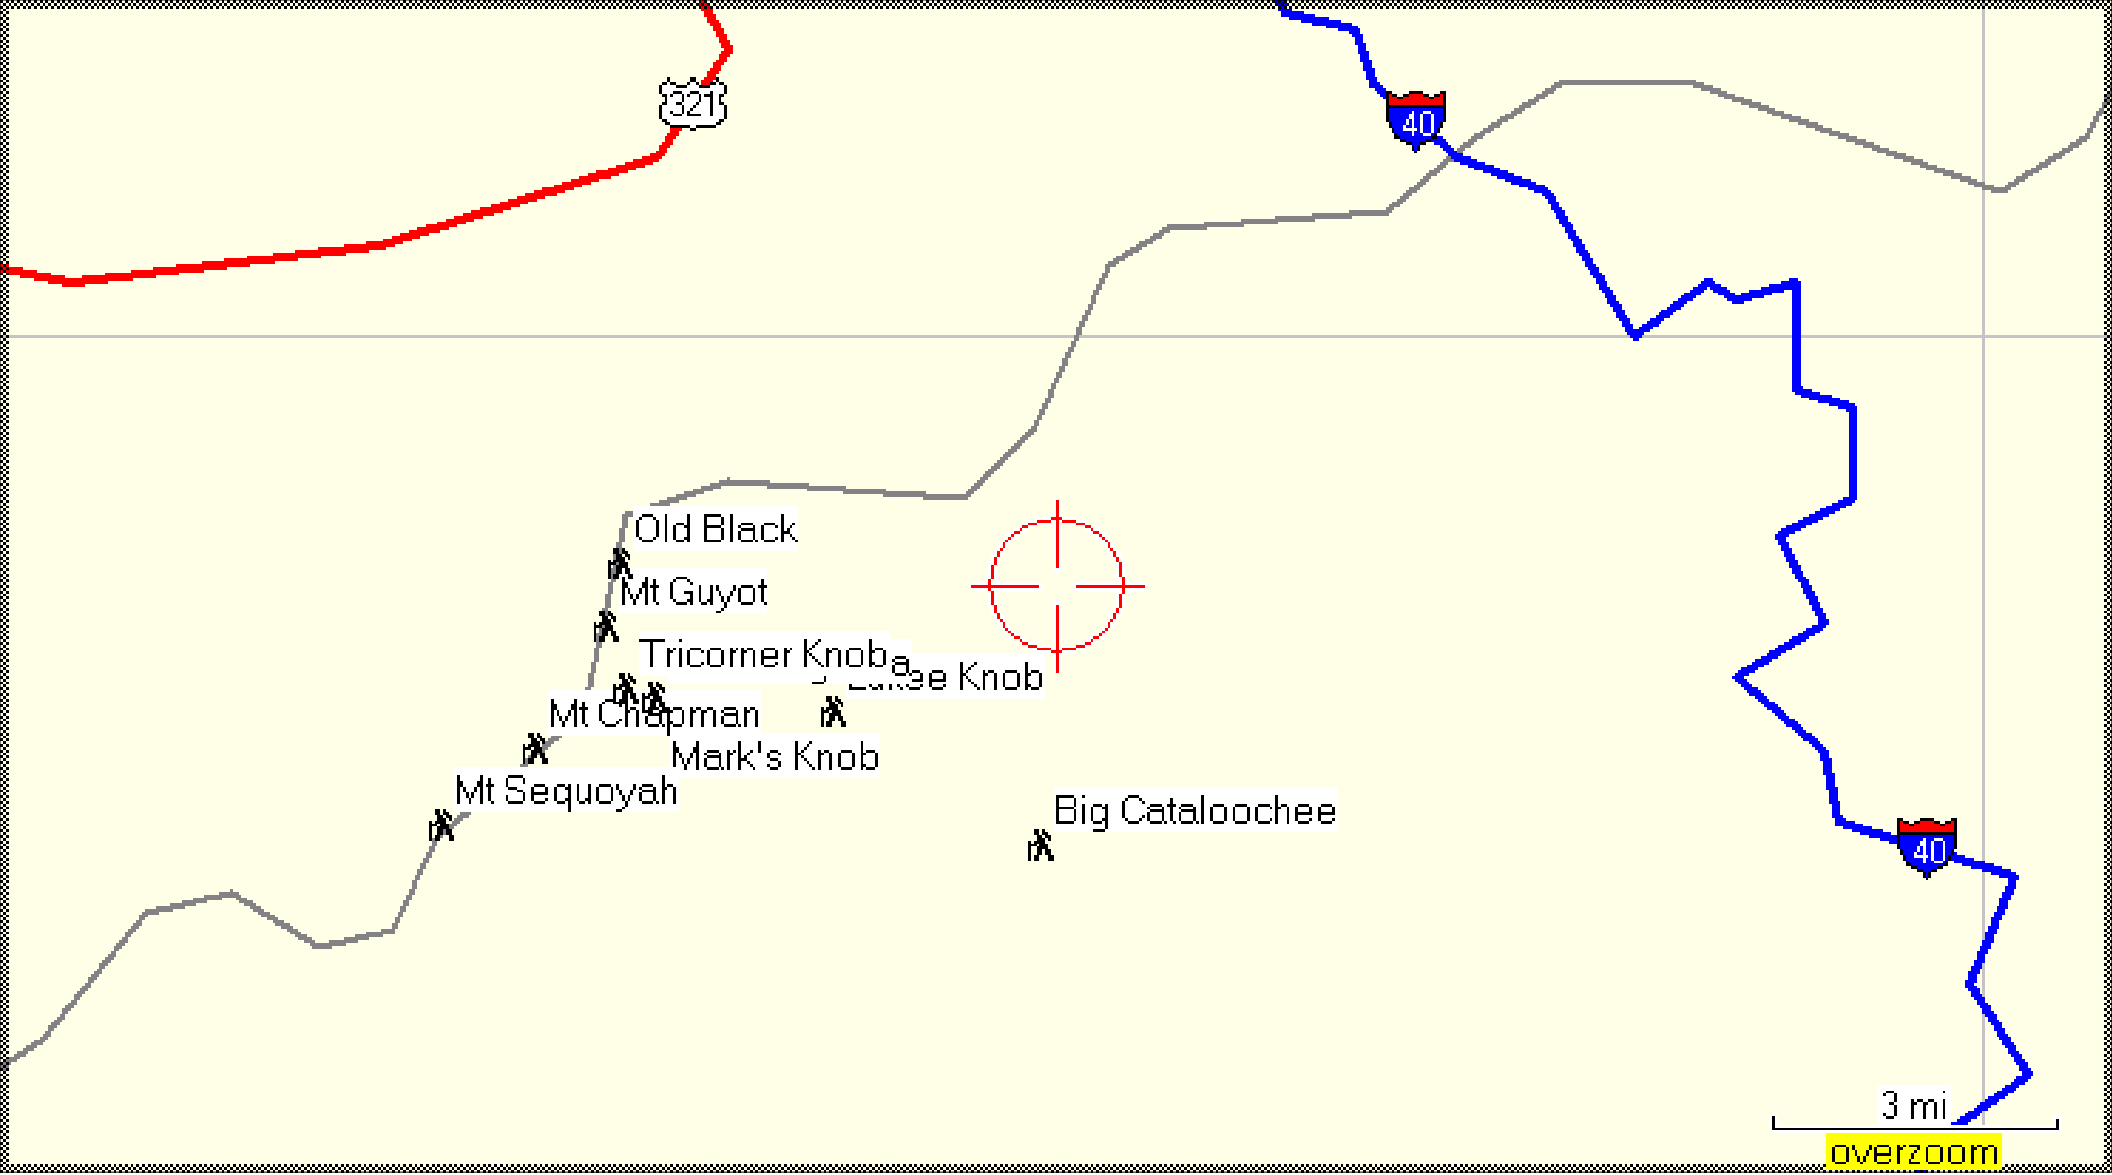 321
40
Old Black
Mt Guyot
Tricorner Knob
Knob
Mt Chapman
Mark's Knob
Mt Sequoyah
Big Cataloochee
40
3 mi
overzoom